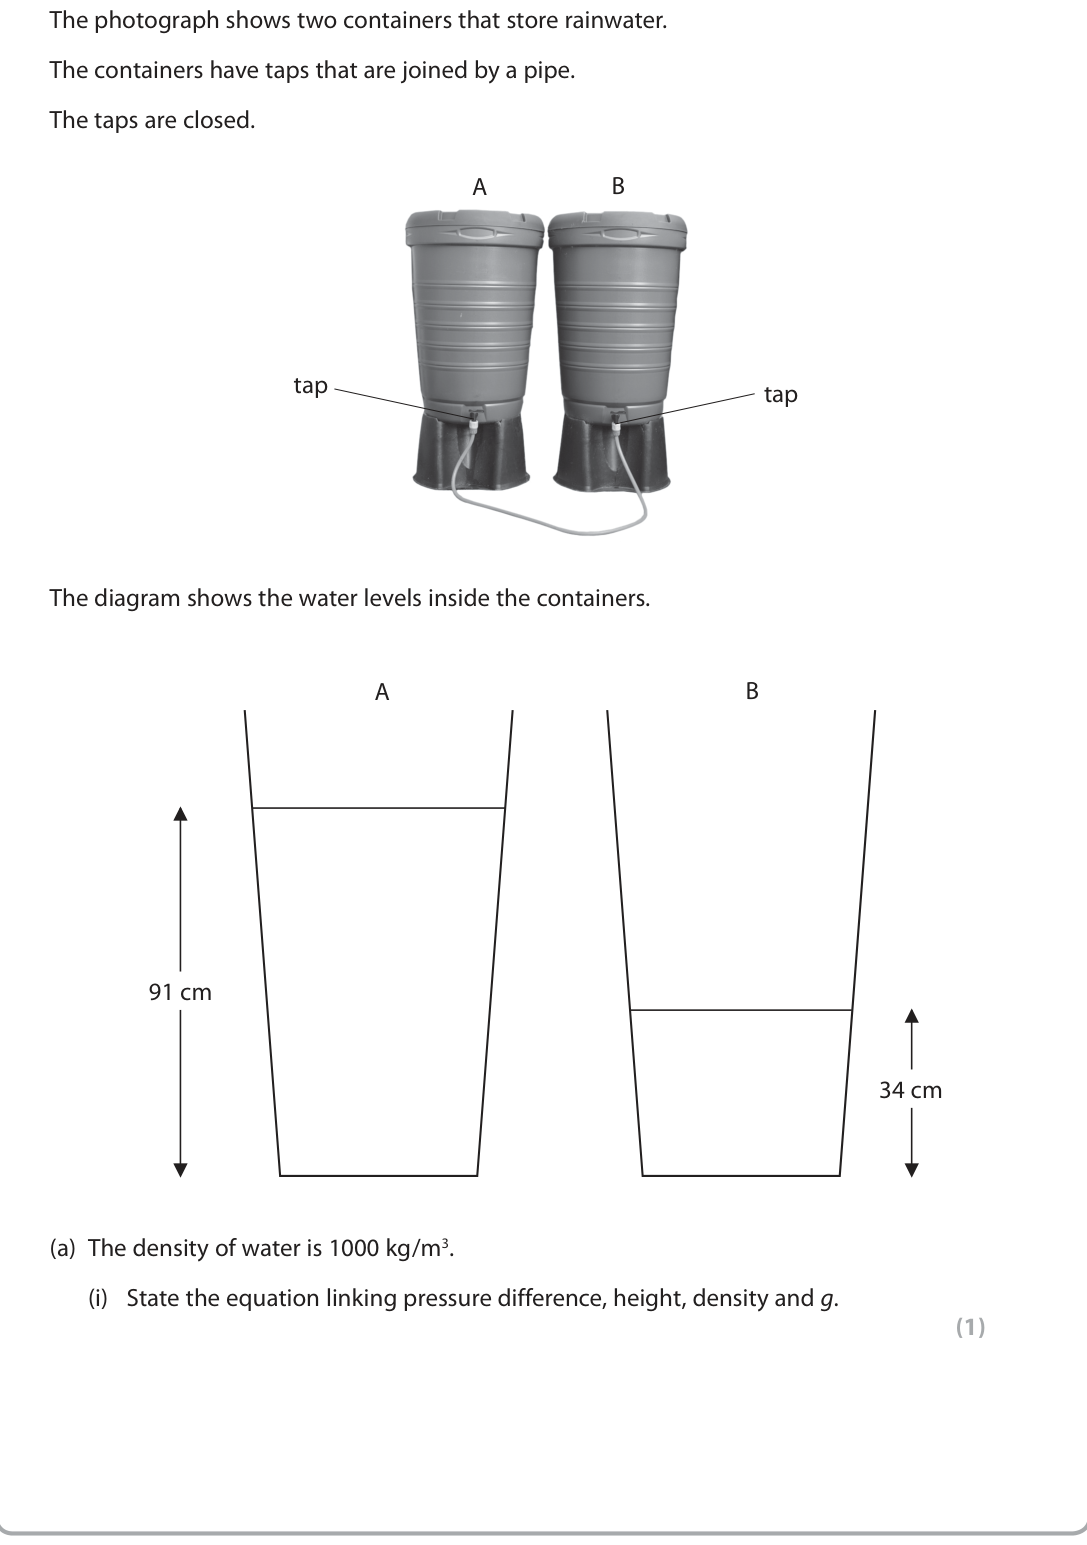 The photograph shows two containers that store rainwater.
The containers have taps that are joined by a pipe.
The taps are closed.
A B
tap
tap
The diagram shows the water levels inside the containers.
A B
91 cm
34 cm
(a) The density of water is 1000 kg/m³.
(i) State the equation linking pressure difference, height, density and g.
(1)